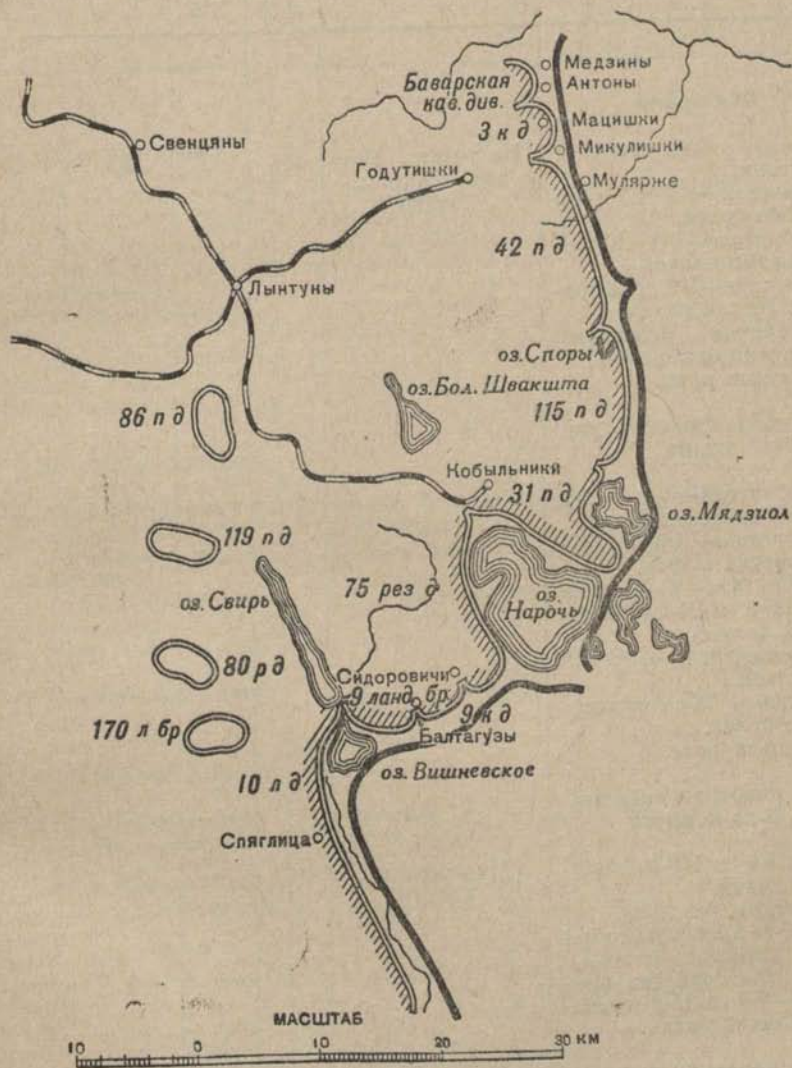 Медзины
Антоны
Баварская
кав. див.
Мацишки
3 к д
Микулишки
Свенцяны
Годутишки
Мулярже
42 п д
Лынтуны
оз. Споры
оз. Бол. Швакшта
115 п д
86 п д
Кобыльники
31 п д
оз. Мядзиол
119 п д
оз. Свирь
75 рез д
оз.
Нарочь
80 р д
Сидоровичи
9 ланд. бр.
9 к д
170 л бр
Балтагузы
оз. Вишневское
10 л д
Спяглица
МАСШТАБ
10 0 10 20 30 км